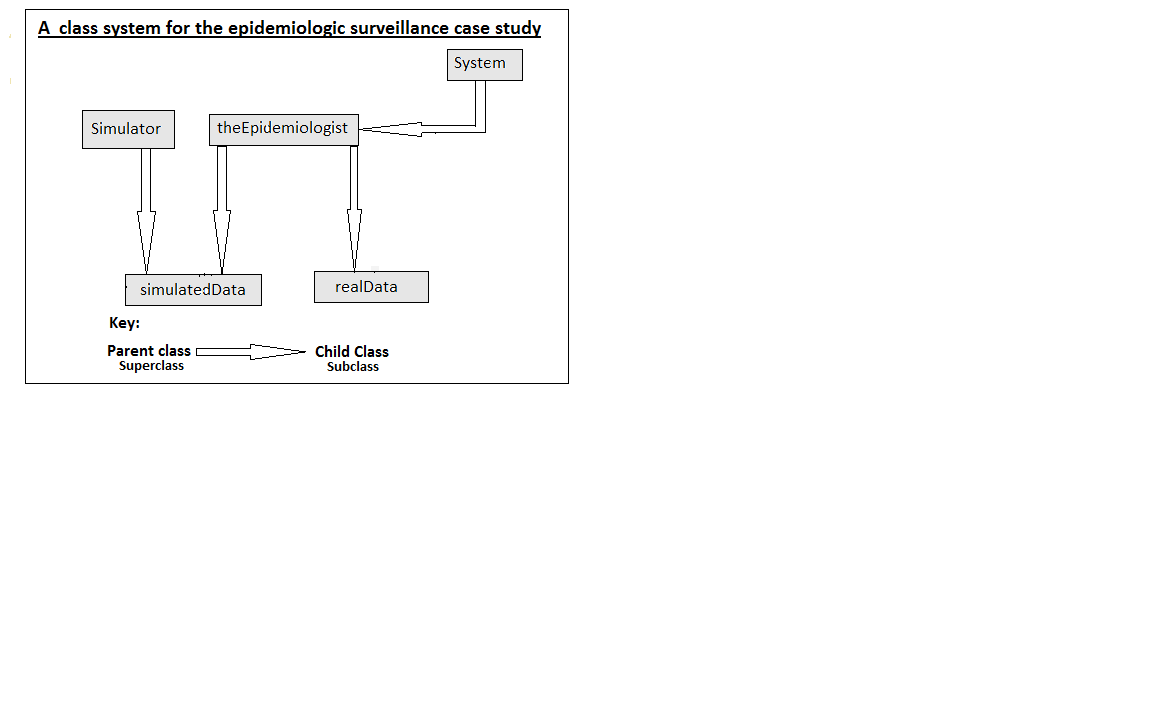 A class system for the epidemiologic surveillance case study
System
Simulator
theEpidemiologist
simulatedData
realData
Key:
Parent class
Child Class
Superclass
Subclass